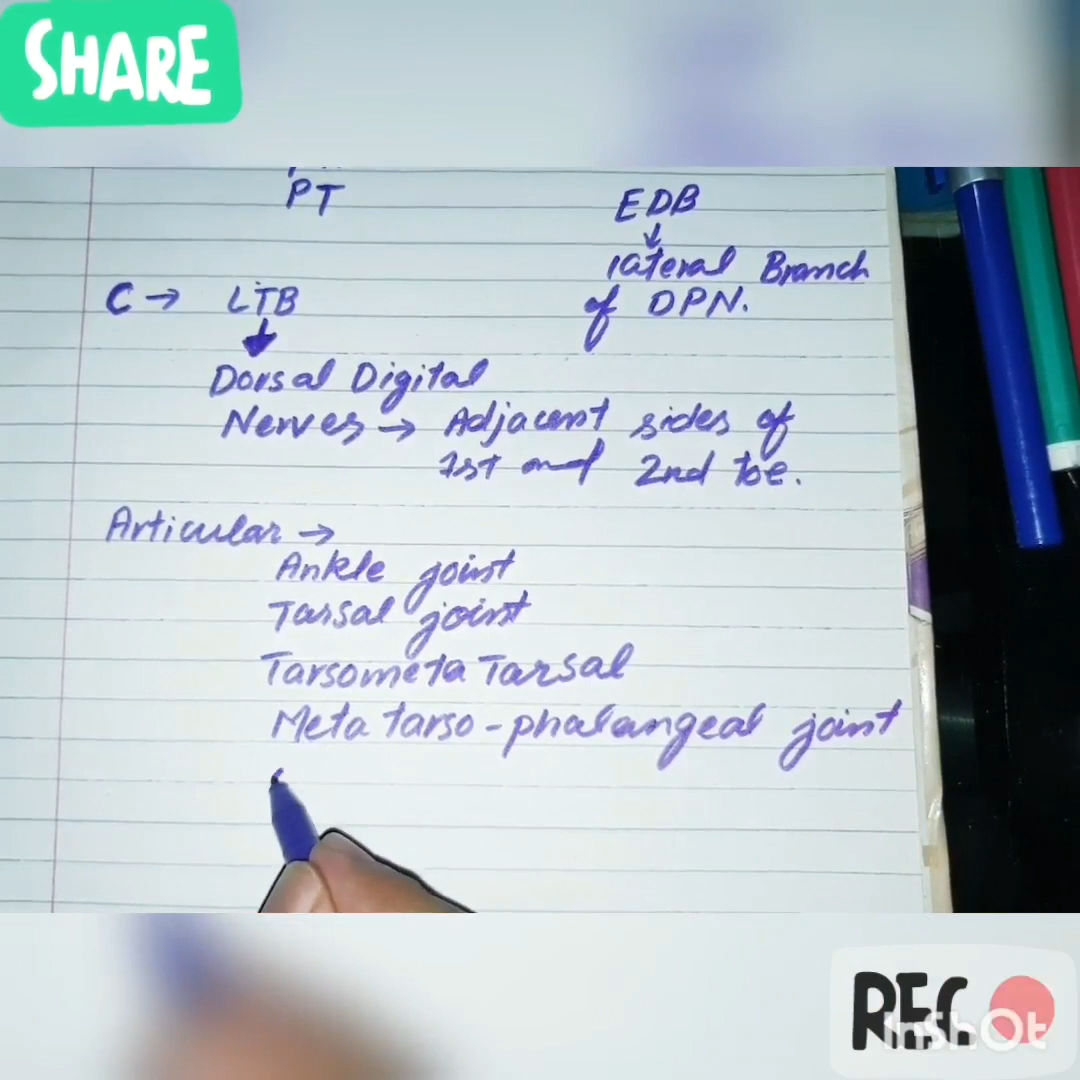 SHARE
PT
EDB
↓
lateral Branch
of DPN.
C → LTB
↓
Dorsal Digital
Nerves → Adjacent sides of
1st and 2nd toe.
Articular →
Ankle joint
Tarsal joint
Tarsometa Tarsal
Meta tarso-phalangeal joint
REC
InShOt